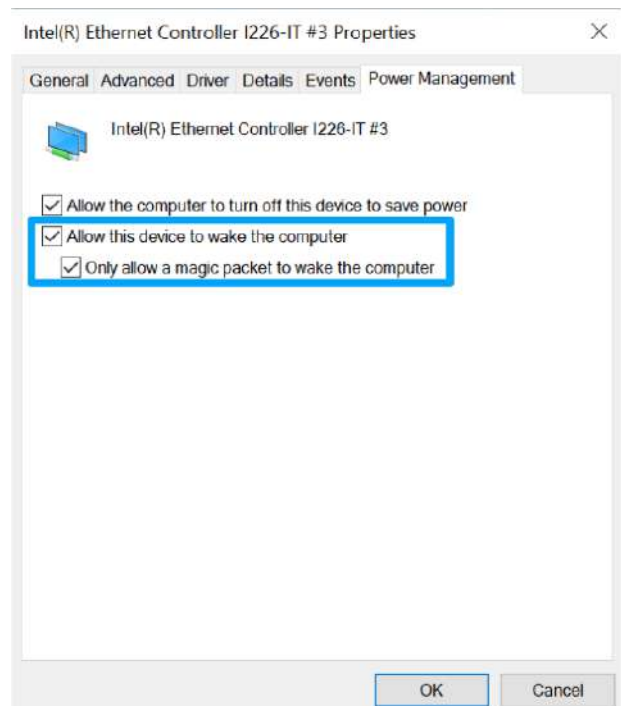 Intel(R) Ethernet Controller I226-IT #3 Properties
General Advanced Driver Details Events Power Management
Intel(R) Ethernet Controller I226-IT #3
Allow the computer to turn off this device to save power
Allow this device to wake the computer
Only allow a magic packet to wake the computer
OK Cancel